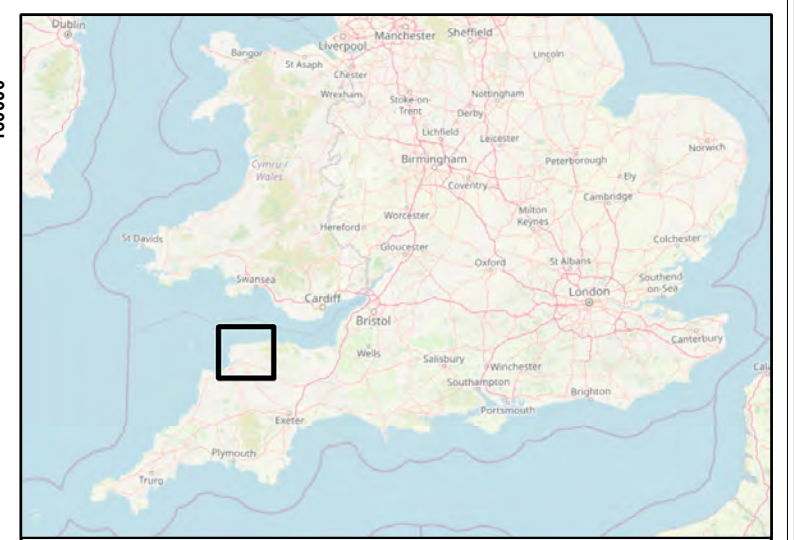 Dublin
Manchester
Sheffield
Liverpool
Bangor
St Asaph
Lincoln
Chester
Wrexham
Stoke-on-
Trent
Nottingham
Derby
Lichfield
Leicester
Norwich
Birmingham
Peterborough
Cymru /
Wales
Ely
Coventry
Cambridge
Worcester
Milton
Keynes
Hereford
St Davids
Colchester
Gloucester
Oxford
St Albans
Swansea
Southend
-on-Sea
London
Cardiff
Bristol
Canterbury
Wells
Salisbury
Winchester
Cal
Southampton
Brighton
Portsmouth
Exeter
Plymouth
Truro